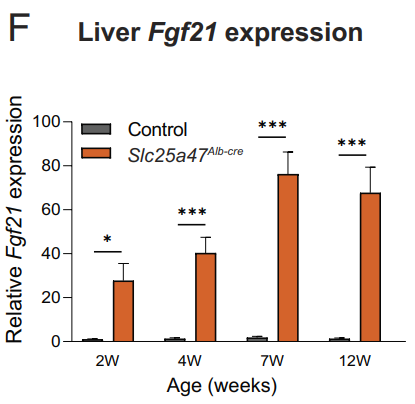 F Liver Fgf21 expression
Relative Fgf21 expression
100
80
60
40
20
0
Control
Slc25a47Alb-cre
*
***
***
***
2W 4W 7W 12W
Age (weeks)